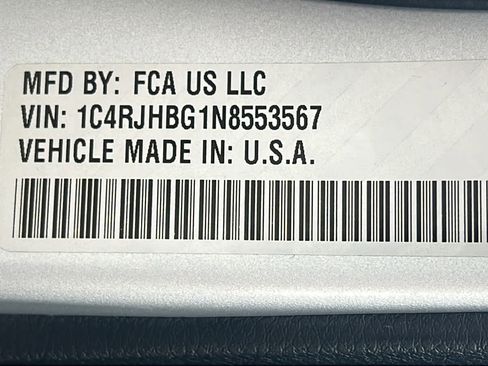 MFD BY: FCA US LLC
VIN: 1C4RJHBG1N8553567
VEHICLE MADE IN: U.S.A.